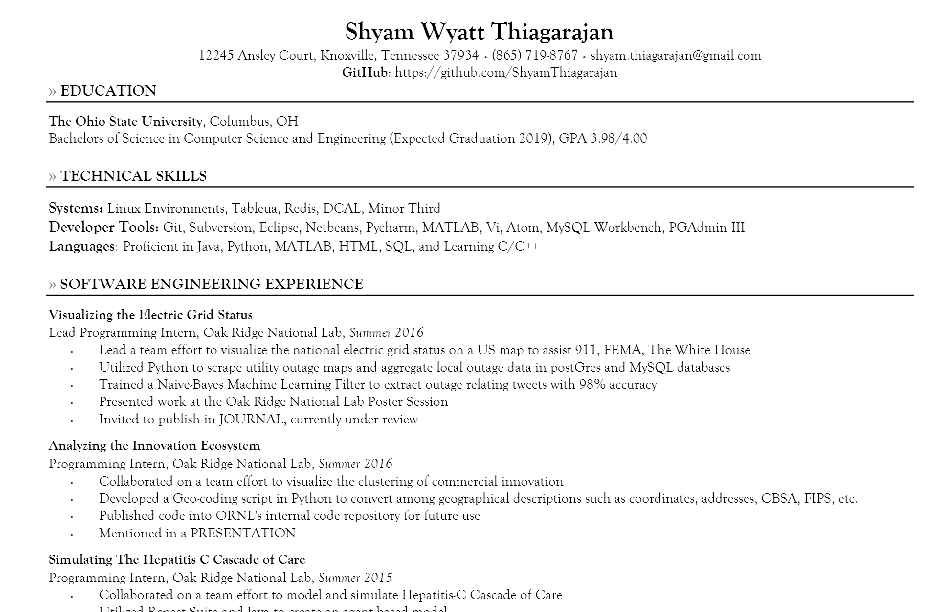 Shyam Wyatt Thiagarajan
12245 Ansley Court, Knoxville, Tennessee 37934 · (865) 719-8767 · shyam.thiagarajan@gmail.com
GitHub: https://github.com/ShyamThiagarajan
» EDUCATION
The Ohio State University, Columbus, OH
Bachelors of Science in Computer Science and Engineering (Expected Graduation 2019), GPA 3.98/4.00
» TECHNICAL SKILLS
Systems: Linux Environments, Tableua, Redis, DCAL, Minor Third
Developer Tools: Git, Subversion, Eclipse, Netbeans, Pycharm, MATLAB, Vi, Atom, MySQL Workbench, PGAdmin III
Languages: Proficient in Java, Python, MATLAB, HTML, SQL, and Learning C/C++
» SOFTWARE ENGINEERING EXPERIENCE
Visualizing the Electric Grid Status
Lead Programming Intern, Oak Ridge National Lab, Summer 2016
· Lead a team effort to visualize the national electric grid status on a US map to assist 911, FEMA, The White House
· Utilized Python to scrape utility outage maps and aggregate local outage data in postGres and MySQL databases
· Trained a Naive-Bayes Machine Learning Filter to extract outage relating tweets with 98% accuracy
· Presented work at the Oak Ridge National Lab Poster Session
· Invited to publish in JOURNAL, currently under review
Analyzing the Innovation Ecosystem
Programming Intern, Oak Ridge National Lab, Summer 2016
· Collaborated on a team effort to visualize the clustering of commercial innovation
· Developed a Geo-coding script in Python to convert among geographical descriptions such as coordinates, addresses, CBSA, FIPS, etc.
· Published code into ORNL's internal code repository for future use
· Mentioned in a PRESENTATION
Simulating The Hepatitis C Cascade of Care
Programming Intern, Oak Ridge National Lab, Summer 2015
· Collaborated on a team effort to model and simulate Hepatitis-C Cascade of Care
Utilized Repast Suite and Java to create an agent based model